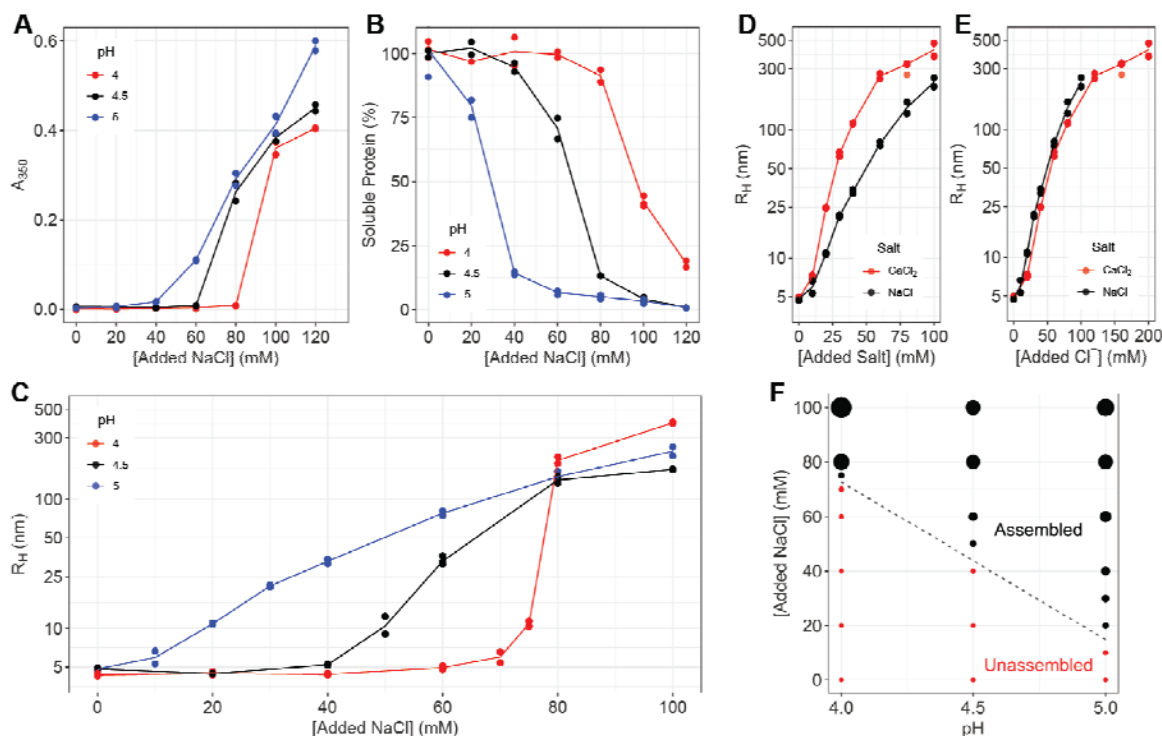 A
0.6
0.4
0.2
0.0
A350
pH
4
4.5
5
0 20 40 60 80 100 120
[Added NaCl] (mM)
B
100
75
50
25
0
Soluble Protein (%)
pH
4
4.5
5
0 20 40 60 80 100 120
[Added NaCl] (mM)
D
500
300
100
50
25
10
5
RH (nm)
Salt
CaCl2
NaCl
0 25 50 75 100
[Added Salt] (mM)
E
500
300
100
50
25
10
5
RH (nm)
Salt
CaCl2
NaCl
0 50 100 150 200
[Added Cl−] (mM)
C
500
300
100
50
25
10
5
RH (nm)
pH
4
4.5
5
0 20 40 60 80 100
[Added NaCl] (mM)
F
100
80
60
40
20
0
[Added NaCl] (mM)
Assembled
Unassembled
4.0 4.5 5.0
pH